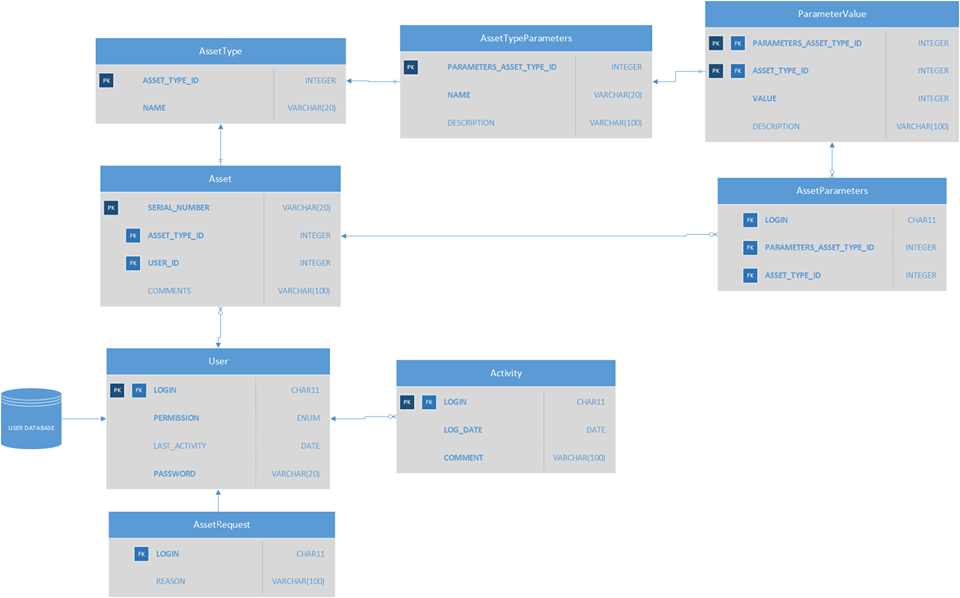 AssetType
PK ASSET_TYPE_ID INTEGER
NAME VARCHAR(20)
AssetTypeParameters
PK PARAMETERS_ASSET_TYPE_ID INTEGER
NAME VARCHAR(20)
DESCRIPTION VARCHAR(100)
ParameterValue
PK FK PARAMETERS_ASSET_TYPE_ID INTEGER
PK FK ASSET_TYPE_ID INTEGER
VALUE INTEGER
DESCRIPTION VARCHAR(100)
Asset
PK SERIAL_NUMBER VARCHAR(20)
FK ASSET_TYPE_ID INTEGER
FK USER_ID INTEGER
COMMENTS VARCHAR(100)
AssetParameters
FK LOGIN CHAR11
FK PARAMETERS_ASSET_TYPE_ID INTEGER
FK ASSET_TYPE_ID INTEGER
User
PK FK LOGIN CHAR11
PERMISSION ENUM
LAST_ACTIVITY DATE
PASSWORD VARCHAR(20)
Activity
PK FK LOGIN CHAR11
LOG_DATE DATE
COMMENT VARCHAR(100)
USER DATABASE
AssetRequest
FK LOGIN CHAR11
REASON VARCHAR(100)